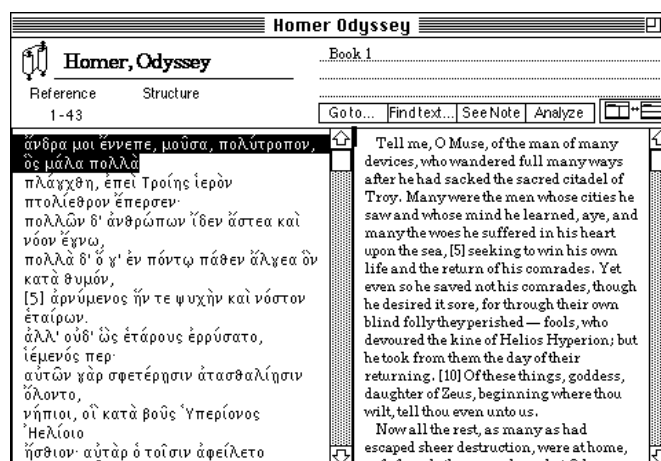 Homer Odyssey
Homer, Odyssey
Reference Structure
1-43
Book 1
Go to... Find text... See Note Analyze
ἄνδρα μοι ἔννεπε, μοῦσα, πολύτροπον,
ὃς μάλα πολλὰ
πλάγχθη, ἐπεὶ Τροίης ἱερὸν
πτολίεθρον ἔπερσεν·
πολλῶν δ' ἀνθρώπων ἴδεν ἄστεα καὶ
νόον ἔγνω,
πολλὰ δ' ὅ γ' ἐν πόντῳ πάθεν ἄλγεα ὃν
κατὰ θυμόν,
[5] ἀρνύμενος ἥν τε ψυχὴν καὶ νόστον
ἑταίρων.
ἀλλ' οὐδ' ὣς ἑτάρους ἐρρύσατο,
ἱέμενός περ·
αὐτῶν γὰρ σφετέρῃσιν ἀτασθαλίῃσιν
ὄλοντο,
νήπιοι, οἳ κατὰ βοῦς Ὑπερίονος
Ἠελίοιο
ἤσθιον· αὐτὰρ ὁ τοῖσιν ἀφείλετο
Tell me, O Muse, of the man of many
devices, who wandered full many ways
after he had sacked the sacred citadel of
Troy. Many were the men whose cities he
saw and whose mind he learned, aye, and
many the woes he suffered in his heart
upon the sea, [5] seeking to win his own
life and the return of his comrades. Yet
even so he saved not his comrades, though
he desired it sore, for through their own
blind folly they perished — fools, who
devoured the kine of Helios Hyperion; but
he took from them the day of their
returning. [10] Of these things, goddess,
daughter of Zeus, beginning where thou
wilt, tell thou even unto us.
Now all the rest, as many as had
escaped sheer destruction, were at home,